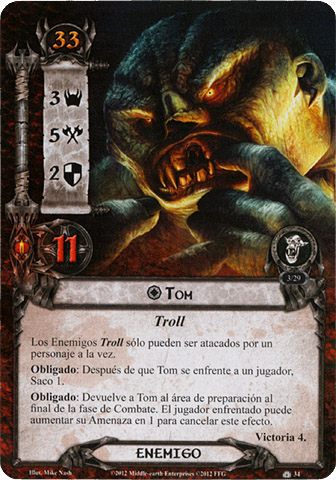 33
3
5
2
11
3/29
Tom
Troll
Los Enemigos Troll sólo pueden ser atacados por un
personaje a la vez.
Obligado: Después de que Tom se enfrente a un jugador,
Saco 1.
Obligado: Devuelve a Tom al área de preparación al
final de la fase de Combate. El jugador enfrentado puede
aumentar su Amenaza en 1 para cancelar este efecto.
Victoria 4.
ENEMIGO
Illus. Mike Nash
©2012 Middle-earth Enterprises ©2012 FFG
34